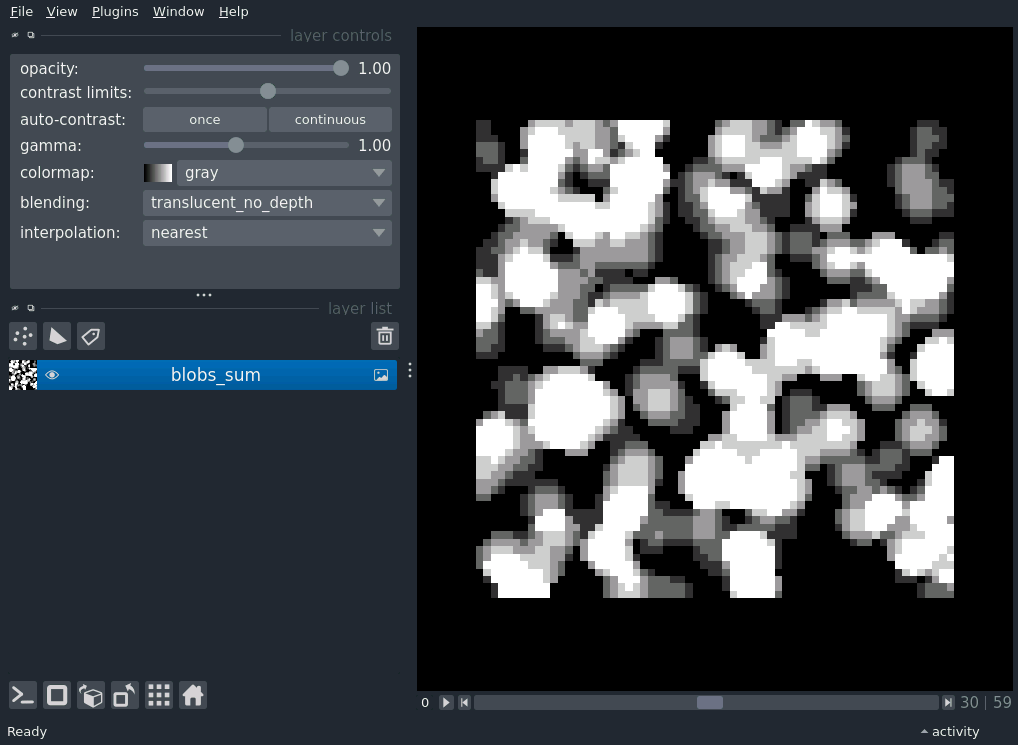 File View Plugins Window Help
layer controls
opacity: 1.00
contrast limits:
auto-contrast: once continuous
gamma: 1.00
colormap: gray
blending: translucent_no_depth
interpolation: nearest
layer list
blobs_sum
0 30 | 59
Ready activity